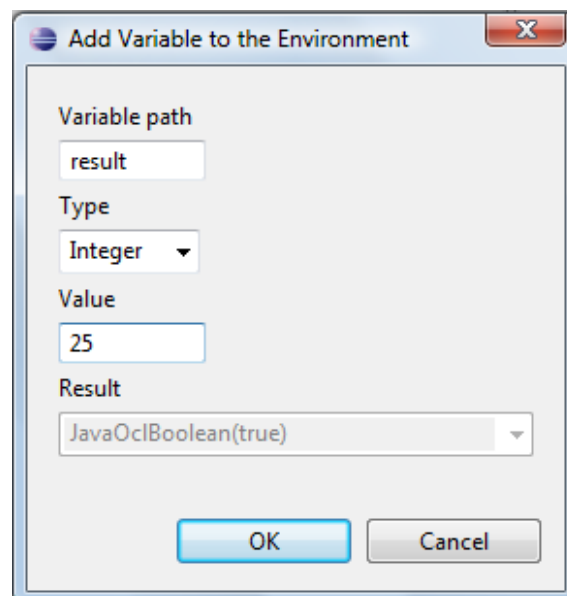 Add Variable to the Environment
Variable path
result
Type
Integer
Value
25
Result
JavaOclBoolean(true)
OK Cancel